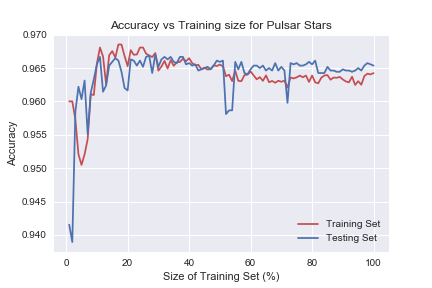 Accuracy vs Training size for Pulsar Stars
0.970
0.965
0.960
0.955
0.950
0.945
0.940
Accuracy
0 20 40 60 80 100
Size of Training Set (%)
Training Set
Testing Set